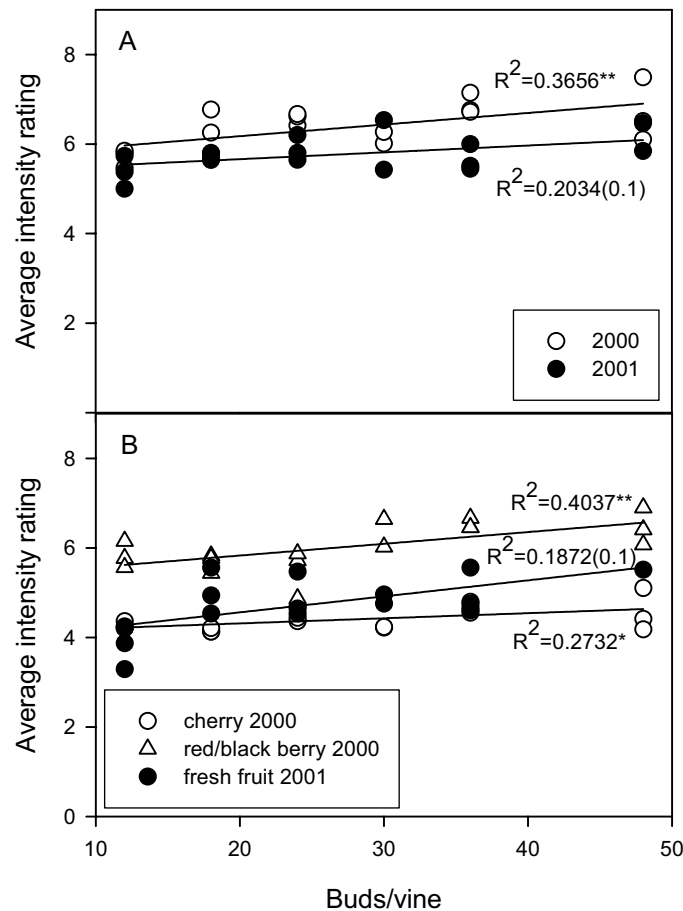 A
8
6
4
2
Average intensity rating
R²=0.3656**
R²=0.2034(0.1)
2000
2001
B
8
6
4
2
0
Average intensity rating
R²=0.4037**
R²=0.1872(0.1)
R²=0.2732*
cherry 2000
red/black berry 2000
fresh fruit 2001
10 20 30 40 50
Buds/vine